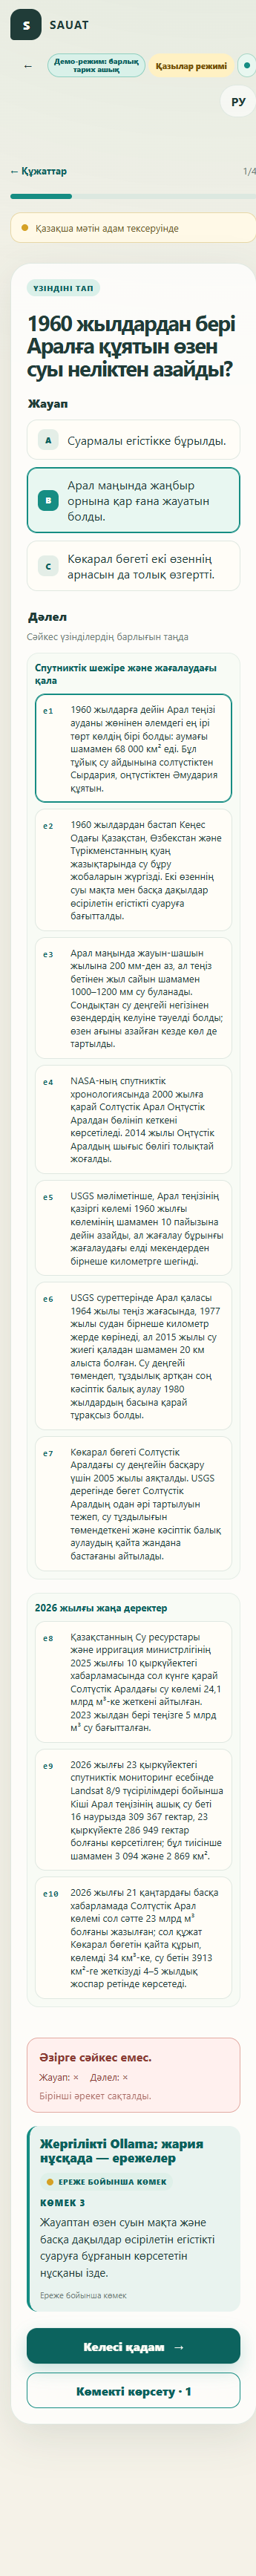 S SAUAT
← Демо-режим: барлық
тарих ашық
Қазылар режимі
РУ
← Құжаттар 1/4
Қазақша мәтін адам тексеруінде
ҮЗІНДІНІ ТАП
1960 жылдардан бері
Аралға құятын өзен
суы неліктен азайды?
Жауап
A Суармалы егістікке бұрылды.
B Арал маңында жаңбыр
орнына қар ғана жауатын
болды.
C Көкарал бөгеті екі өзеннің
арнасын да толық өзгертті.
Дәлел
Сәйкес үзінділердің барлығын таңда
Спутниктік шежіре және жағалаудағы
қала
e1 1960 жылдарға дейін Арал теңізі
ауданы жөнінен әлемдегі ең ірі
төрт көлдің бірі болды: аумағы
шамамен 68 000 км² еді. Бұл
тұйық су айдынына солтүстіктен
Сырдария, оңтүстіктен Әмудария
құятын.
e2 1960 жылдардан бастап Кеңес
Одағы Қазақстан, Өзбекстан және
Түрікменстанның қуаң
жазықтарында су бұру
жобаларын жүргізді. Екі өзеннің
суы мақта мен басқа дақылдар
өсірілетін егістікті суаруға
бағытталды.
e3 Арал маңында жауын-шашын
жылына 200 мм-ден аз, ал теңіз
бетінен жыл сайын шамамен
1000–1200 мм су буланады.
Сондықтан су деңгейі негізінен
өзендердің келуіне тәуелді болды;
өзен ағыны азайған кезде көл де
тартылды.
e4 NASA-ның спутниктік
хронологиясында 2000 жылға
қарай Солтүстік Арал Оңтүстік
Аралдан бөлініп кеткені
көрсетіледі. 2014 жылы Оңтүстік
Аралдың шығыс бөлігі толықтай
жоғалды.
e5 USGS мәліметінше, Арал теңізінің
қазіргі көлемі 1960 жылғы
көлемінің шамамен 10 пайызына
дейін азайды, ал жағалау бұрынғы
жағалаудағы елді мекендерден
бірнеше километрге шегінді.
e6 USGS суреттерінде Арал қаласы
1964 жылы теңіз жағасында, 1977
жылы судан бірнеше километр
жерде көрінеді, ал 2015 жылы су
жиегі қаладан шамамен 20 км
алыста болған. Су деңгейі
төмендеп, тұздылық артқан соң
кәсіптік балық аулау 1980
жылдардың басына қарай
тұрақсыз болды.
e7 Көкарал бөгеті Солтүстік
Аралдағы су деңгейін басқару
үшін 2005 жылы аяқталды. USGS
дерегінде бөгет Солтүстік
Аралдың одан әрі тартылуын
тежеп, су тұздылығын
төмендеткені және кәсіптік балық
аулаудың қайта жандана
бастағаны айтылады.
2026 жылғы жаңа деректер
e8 Қазақстанның Су ресурстары
және ирригация министрлігінің
2025 жылғы 10 қыркүйектегі
хабарламасында сол күнге қарай
Солтүстік Аралдағы су көлемі 24,1
млрд м³-ке жеткені айтылған.
2023 жылдан бері теңізге 5 млрд
м³ су бағытталған.
e9 2026 жылғы 23 қыркүйектегі
спутниктік мониторинг есебінде
Landsat 8/9 түсірілімдері бойынша
Кіші Арал теңізінің ашық су беті
16 наурызда 309 367 гектар, 23
қыркүйекте 286 949 гектар
болғаны көрсетілген; бұл тиісінше
шамамен 3 094 және 2 869 км².
e10 2026 жылғы 21 қаңтардағы басқа
хабарламада Солтүстік Арал
көлемі сол сәтте 23 млрд м³
болғаны жазылған; сол құжат
Көкарал бөгетін қайта құрып,
көлемді 34 км³-ке, су бетін 3913
км²-ге жеткізуді 4–5 жылдық
жоспар ретінде көрсетеді.
Әзірге сәйкес емес.
Жауап: × Дәлел: ×
Бірінші әрекет сақталды.
Жергілікті Ollama; жария
нұсқада — ережелер
ЕРЕЖЕ БОЙЫНША КӨМЕК
КӨМЕК 3
Жауаптан өзен суын мақта және
басқа дақылдар өсірілетін егістікті
суаруға бұрғанын көрсететін
нұсқаны ізде.
Ереже бойынша көмек
Келесі қадам →
Көмекті көрсету · 1